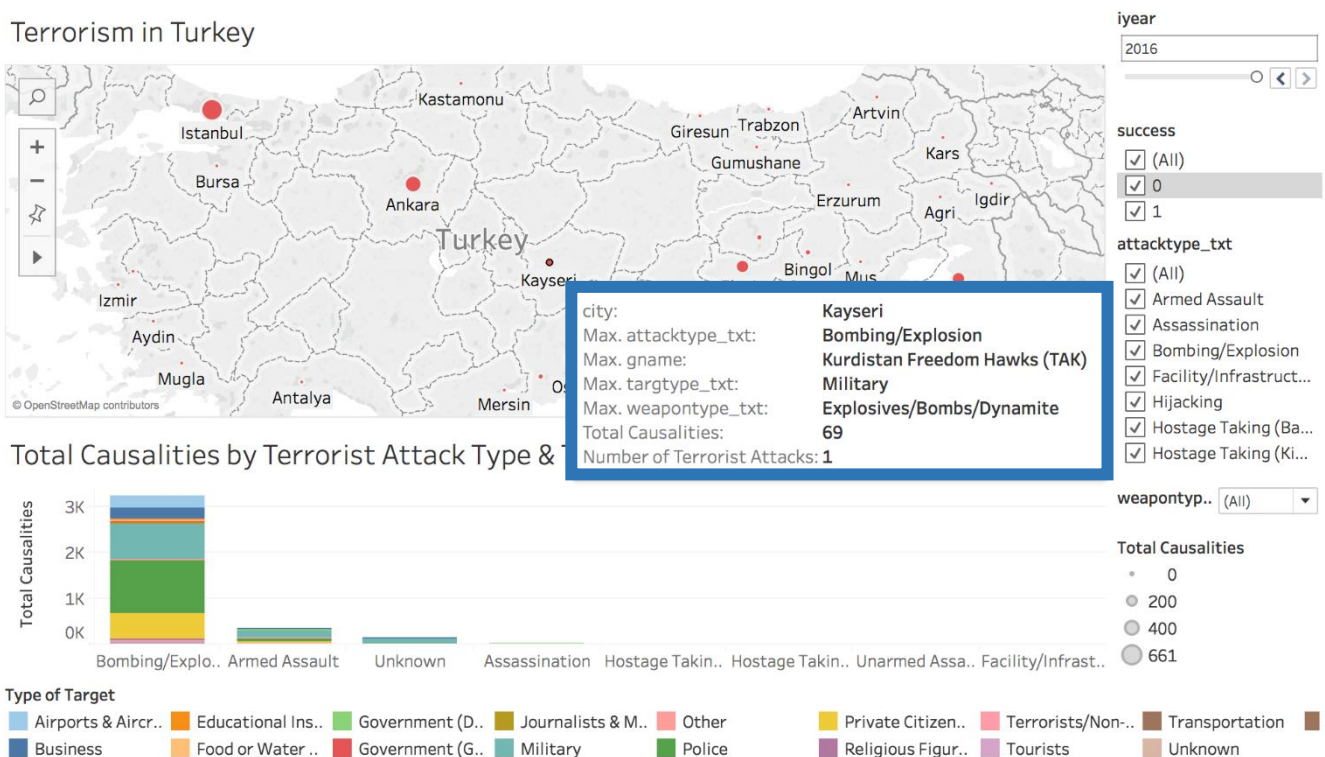 Terrorism in Turkey
iyear
2016
Kastamonu
Istanbul
Giresun
Trabzon
Artvin
Gumushane
Kars
Bursa
Ankara
Erzurum
Agri
Igdir
Turkey
Kayseri
Bingol
Mus
Izmir
Aydin
Mugla
Antalya
Mersin
Os
© OpenStreetMap contributors
city: Kayseri
Max. attacktype_txt: Bombing/Explosion
Max. gname: Kurdistan Freedom Hawks (TAK)
Max. targtype_txt: Military
Max. weapontype_txt: Explosives/Bombs/Dynamite
Total Causalities: 69
Number of Terrorist Attacks: 1
success
(All)
0
1
attacktype_txt
(All)
Armed Assault
Assassination
Bombing/Explosion
Facility/Infrastruct...
Hijacking
Hostage Taking (Ba...
Hostage Taking (Ki...
weapontyp.. (All)
Total Causalities
0
200
400
661
Total Causalities by Terrorist Attack Type &
Total Causalities
3K
2K
1K
0K
Bombing/Explo.. Armed Assault Unknown Assassination Hostage Takin.. Hostage Takin.. Unarmed Assa.. Facility/Infrast..
Type of Target
Airports & Aircr.. Educational Ins.. Government (D.. Journalists & M.. Other Private Citizen.. Terrorists/Non-.. Transportation
Business Food or Water .. Government (G.. Military Police Religious Figur.. Tourists Unknown